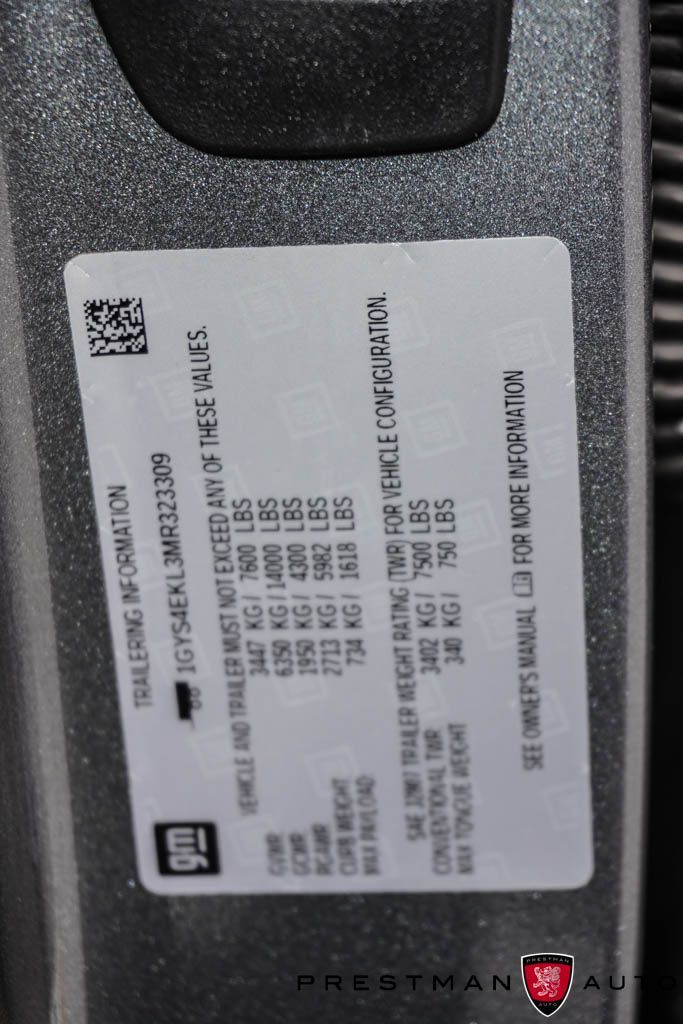 TRAILERING INFORMATION
1GYS4EKL3MR323309
gm
VEHICLE AND TRAILER MUST NOT EXCEED ANY OF THESE VALUES.
GVWR 3447 KG / 7600 LBS
GCWR 6350 KG / 14000 LBS
RGAWR 1950 KG / 4300 LBS
CURB WEIGHT 2713 KG / 5982 LBS
MAX PAYLOAD 734 KG / 1618 LBS
SAE J2807 TRAILER WEIGHT RATING (TWR) FOR VEHICLE CONFIGURATION.
CONVENTIONAL TWR 3402 KG / 7500 LBS
MAX TONGUE WEIGHT 340 KG / 750 LBS
SEE OWNER'S MANUAL FOR MORE INFORMATION
PRESTMAN AUTO
PRESTMAN